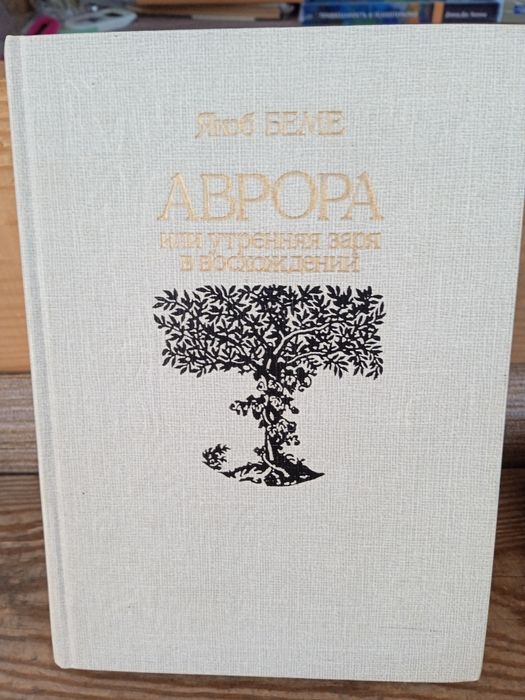 Якоб БЕМЕ
АВРОРА
или утренняя заря
в восхождении